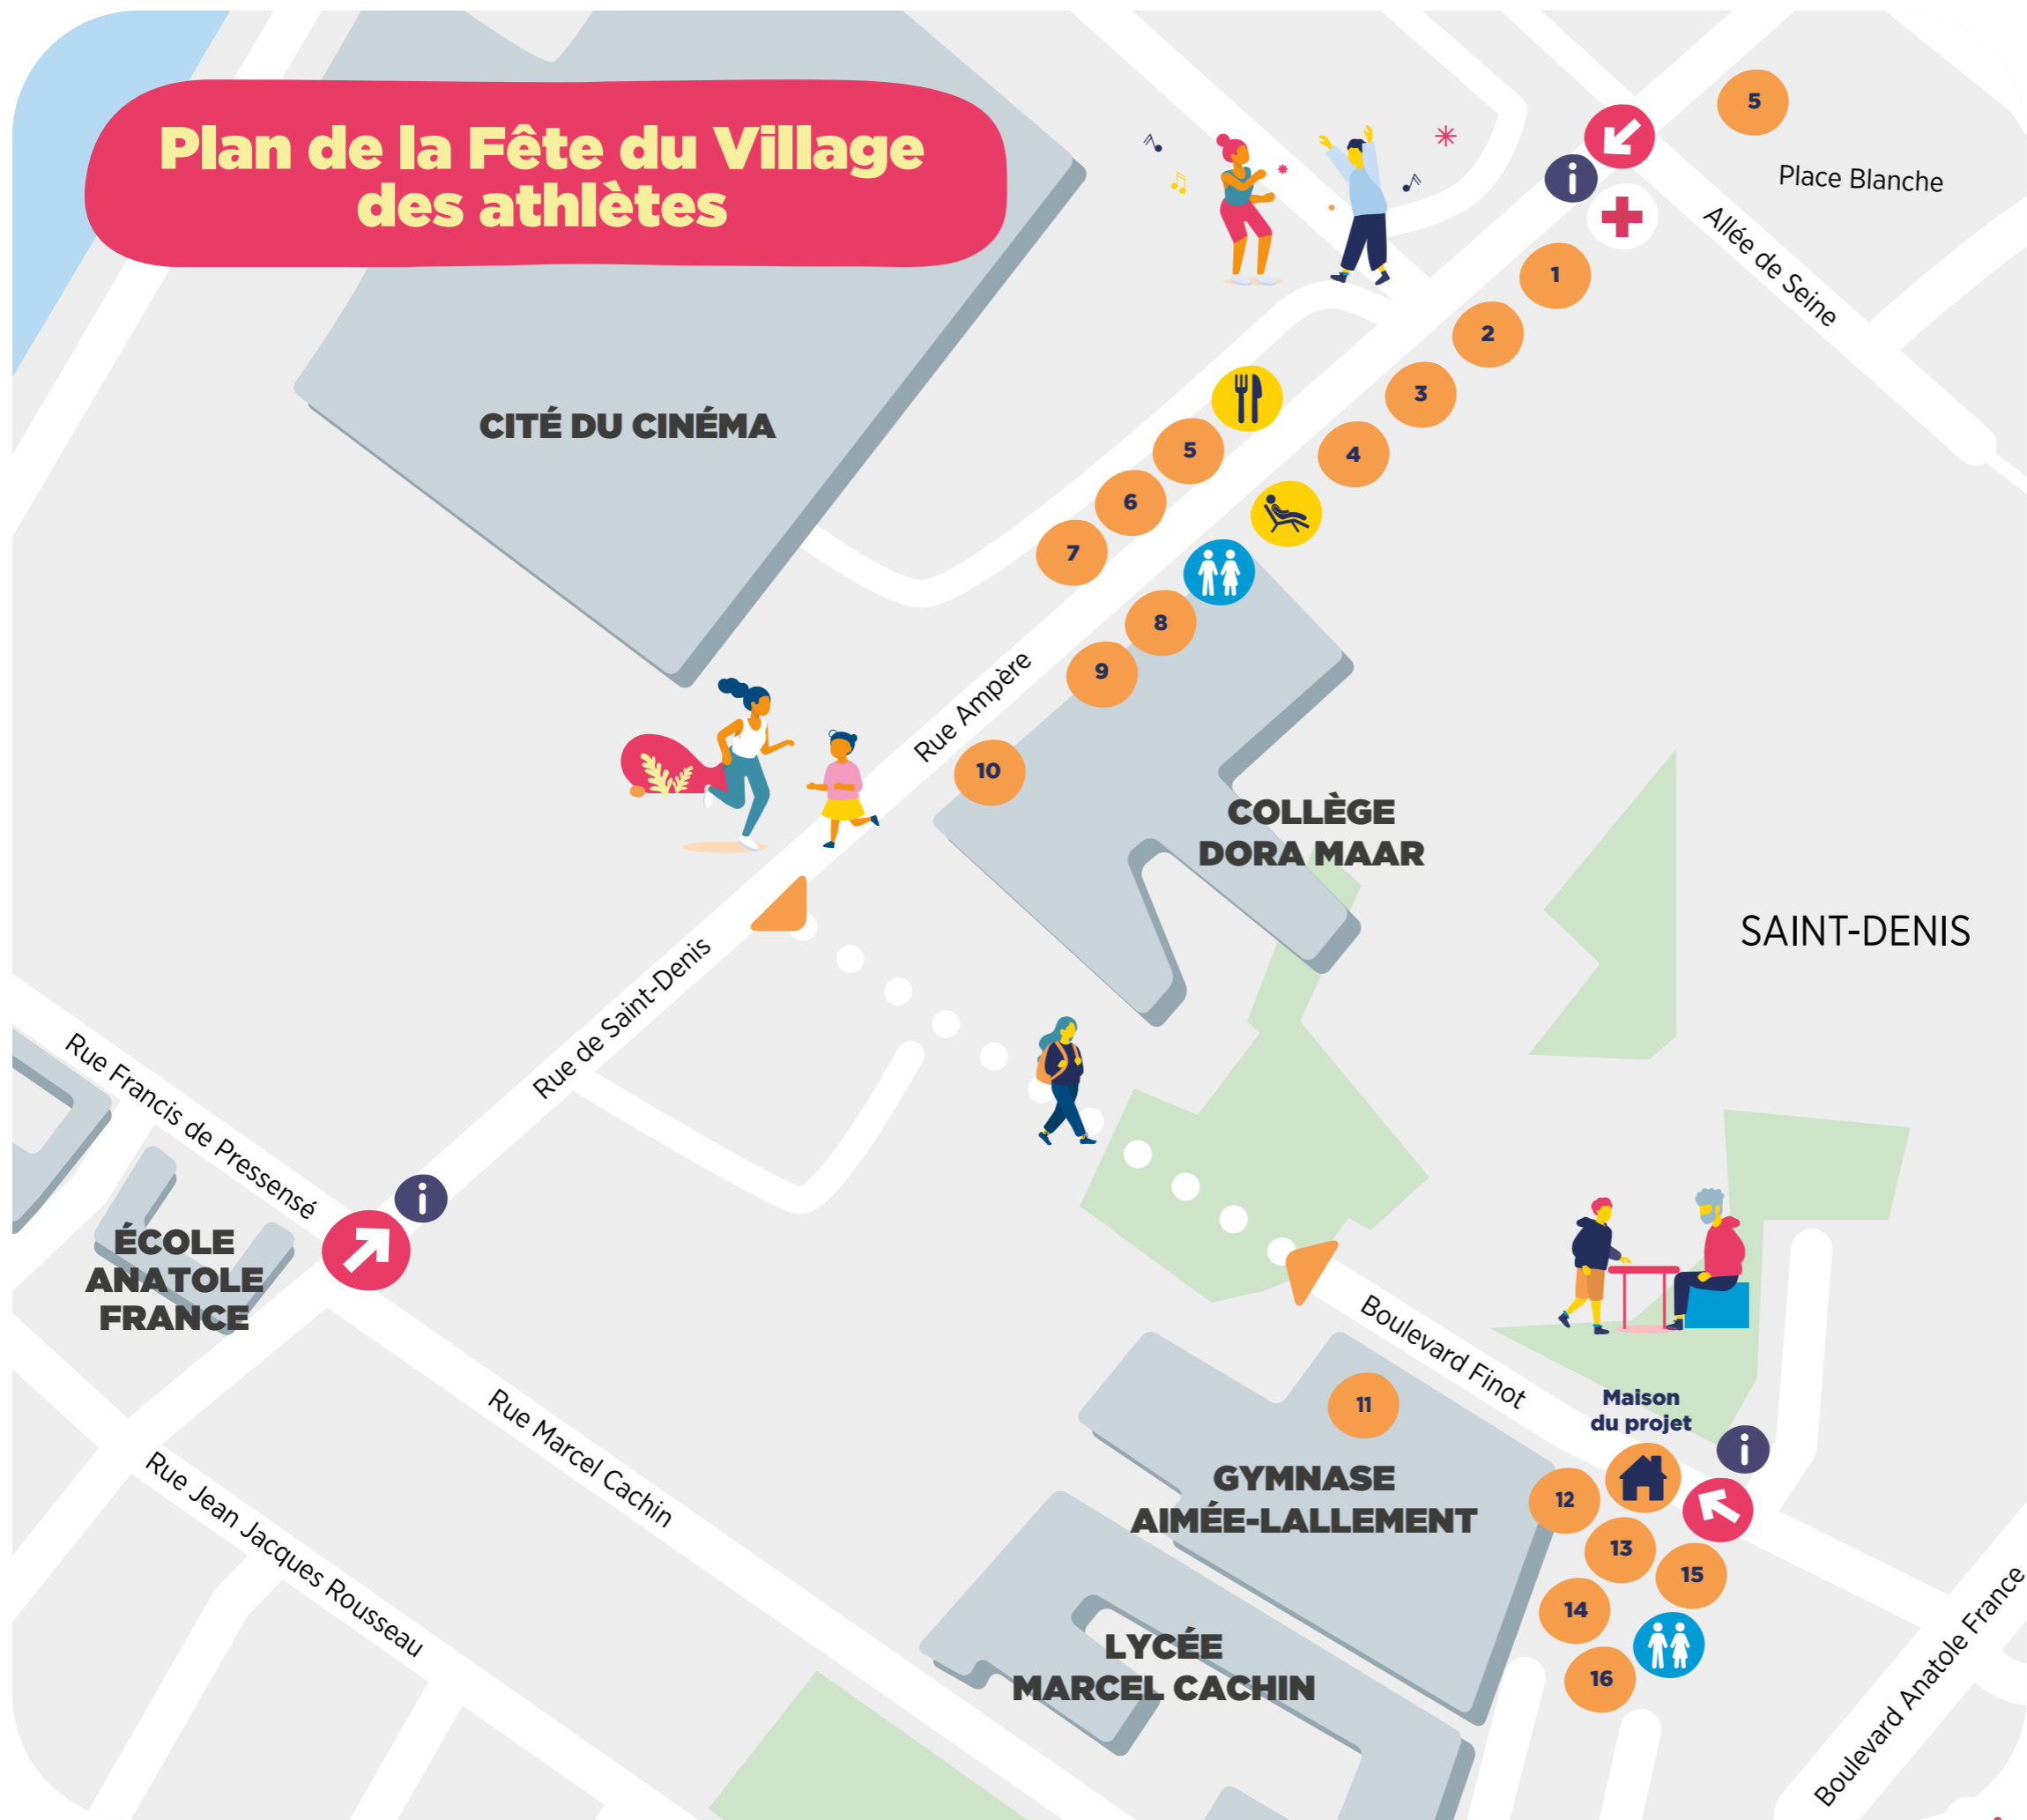 Plan de la Fête du Village
des athlètes
5
Place Blanche
i
Allée de Seine
1
2
3
4
5
6
7
8
9
10
CITÉ DU CINÉMA
Rue Ampère
COLLÈGE
DORA MAAR
SAINT-DENIS
Rue de Saint-Denis
Rue Francis de Pressensé
i
ÉCOLE
ANATOLE
FRANCE
Boulevard Finot
Rue Marcel Cachin
Rue Jean Jacques Rousseau
11
GYMNASE
AIMÉE-LALLEMENT
Maison
du projet
i
12
13
15
14
16
LYCÉE
MARCEL CACHIN
Boulevard Anatole France